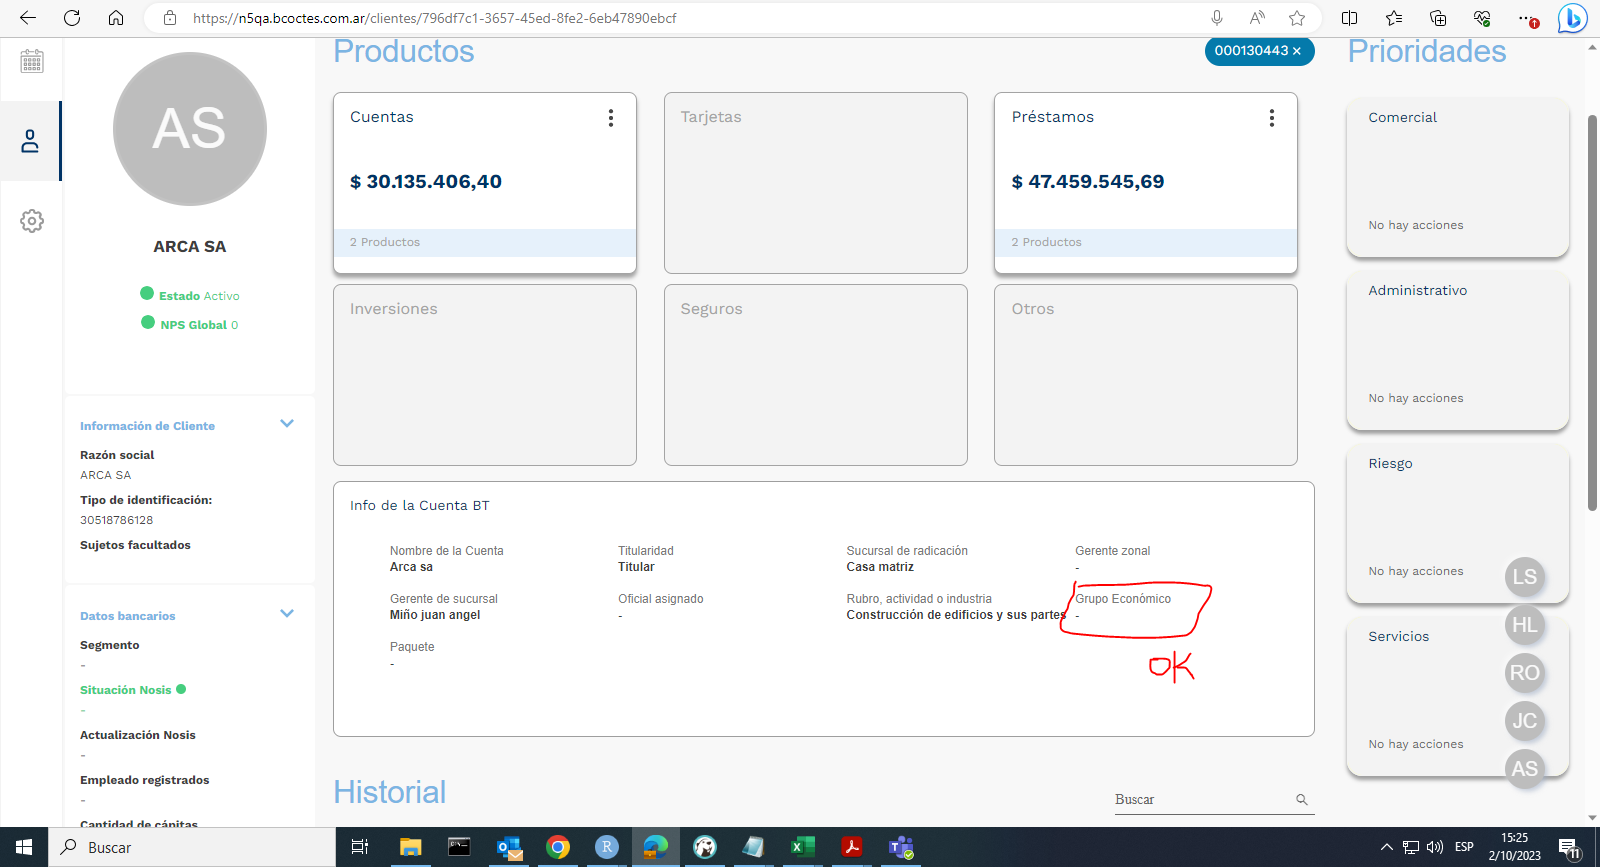 https://n5qa.bcoctes.com.ar/clientes/796df7c1-3657-45ed-8fe2-6eb47890ebcf
AS
ARCA SA
Estado Activo
NPS Global 0
Información de Cliente
Razón social
ARCA SA
Tipo de identificación:
30518786128
Sujetos facultados
Datos bancarios
Segmento
-
Situación Nosis
-
Actualización Nosis
-
Empleado registrados
-
Cantidad de cápitas
Productos
000130443 ×
Cuentas
$ 30.135.406,40
2 Productos
Tarjetas
Préstamos
$ 47.459.545,69
2 Productos
Inversiones
Seguros
Otros
Info de la Cuenta BT
Nombre de la Cuenta
Arca sa
Titularidad
Titular
Sucursal de radicación
Casa matriz
Gerente zonal
-
Gerente de sucursal
Miño juan angel
Oficial asignado
-
Rubro, actividad o industria
Construcción de edificios y sus partes
Grupo Económico
-
Paquete
-
OK
Historial
Buscar
Prioridades
Comercial
No hay acciones
Administrativo
No hay acciones
Riesgo
No hay acciones
Servicios
No hay acciones
LS
HL
RO
JC
AS
Buscar
ESP
15:25
2/10/2023
11